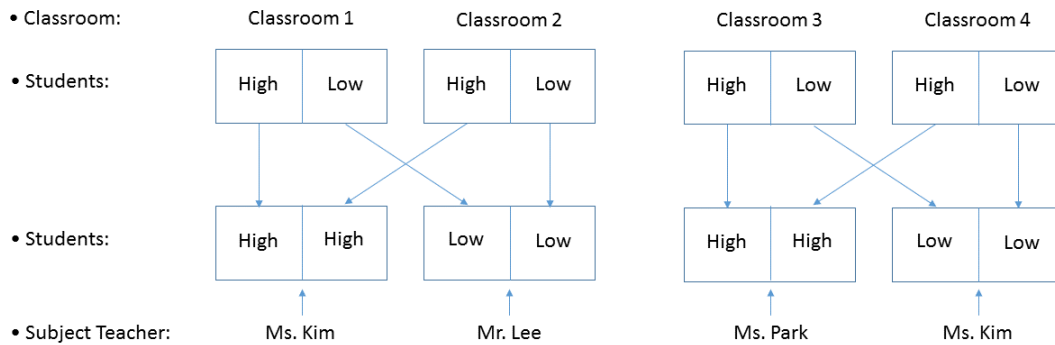 • Classroom: Classroom 1 Classroom 2 Classroom 3 Classroom 4
• Students: High Low High Low High Low High Low
• Students: High High Low Low High High Low Low
• Subject Teacher: Ms. Kim Mr. Lee Ms. Park Ms. Kim